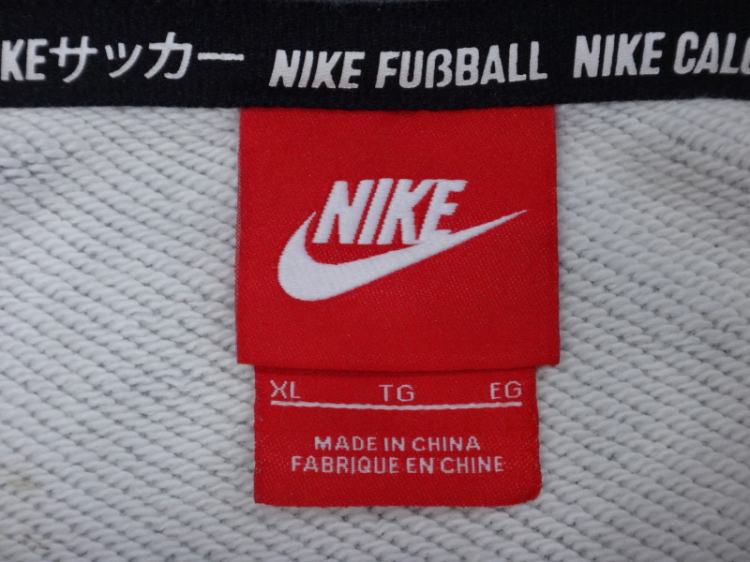 KEサッカー NIKE FUßBALL NIKE CAL
NIKE
XL TG EG
MADE IN CHINA
FABRIQUE EN CHINE